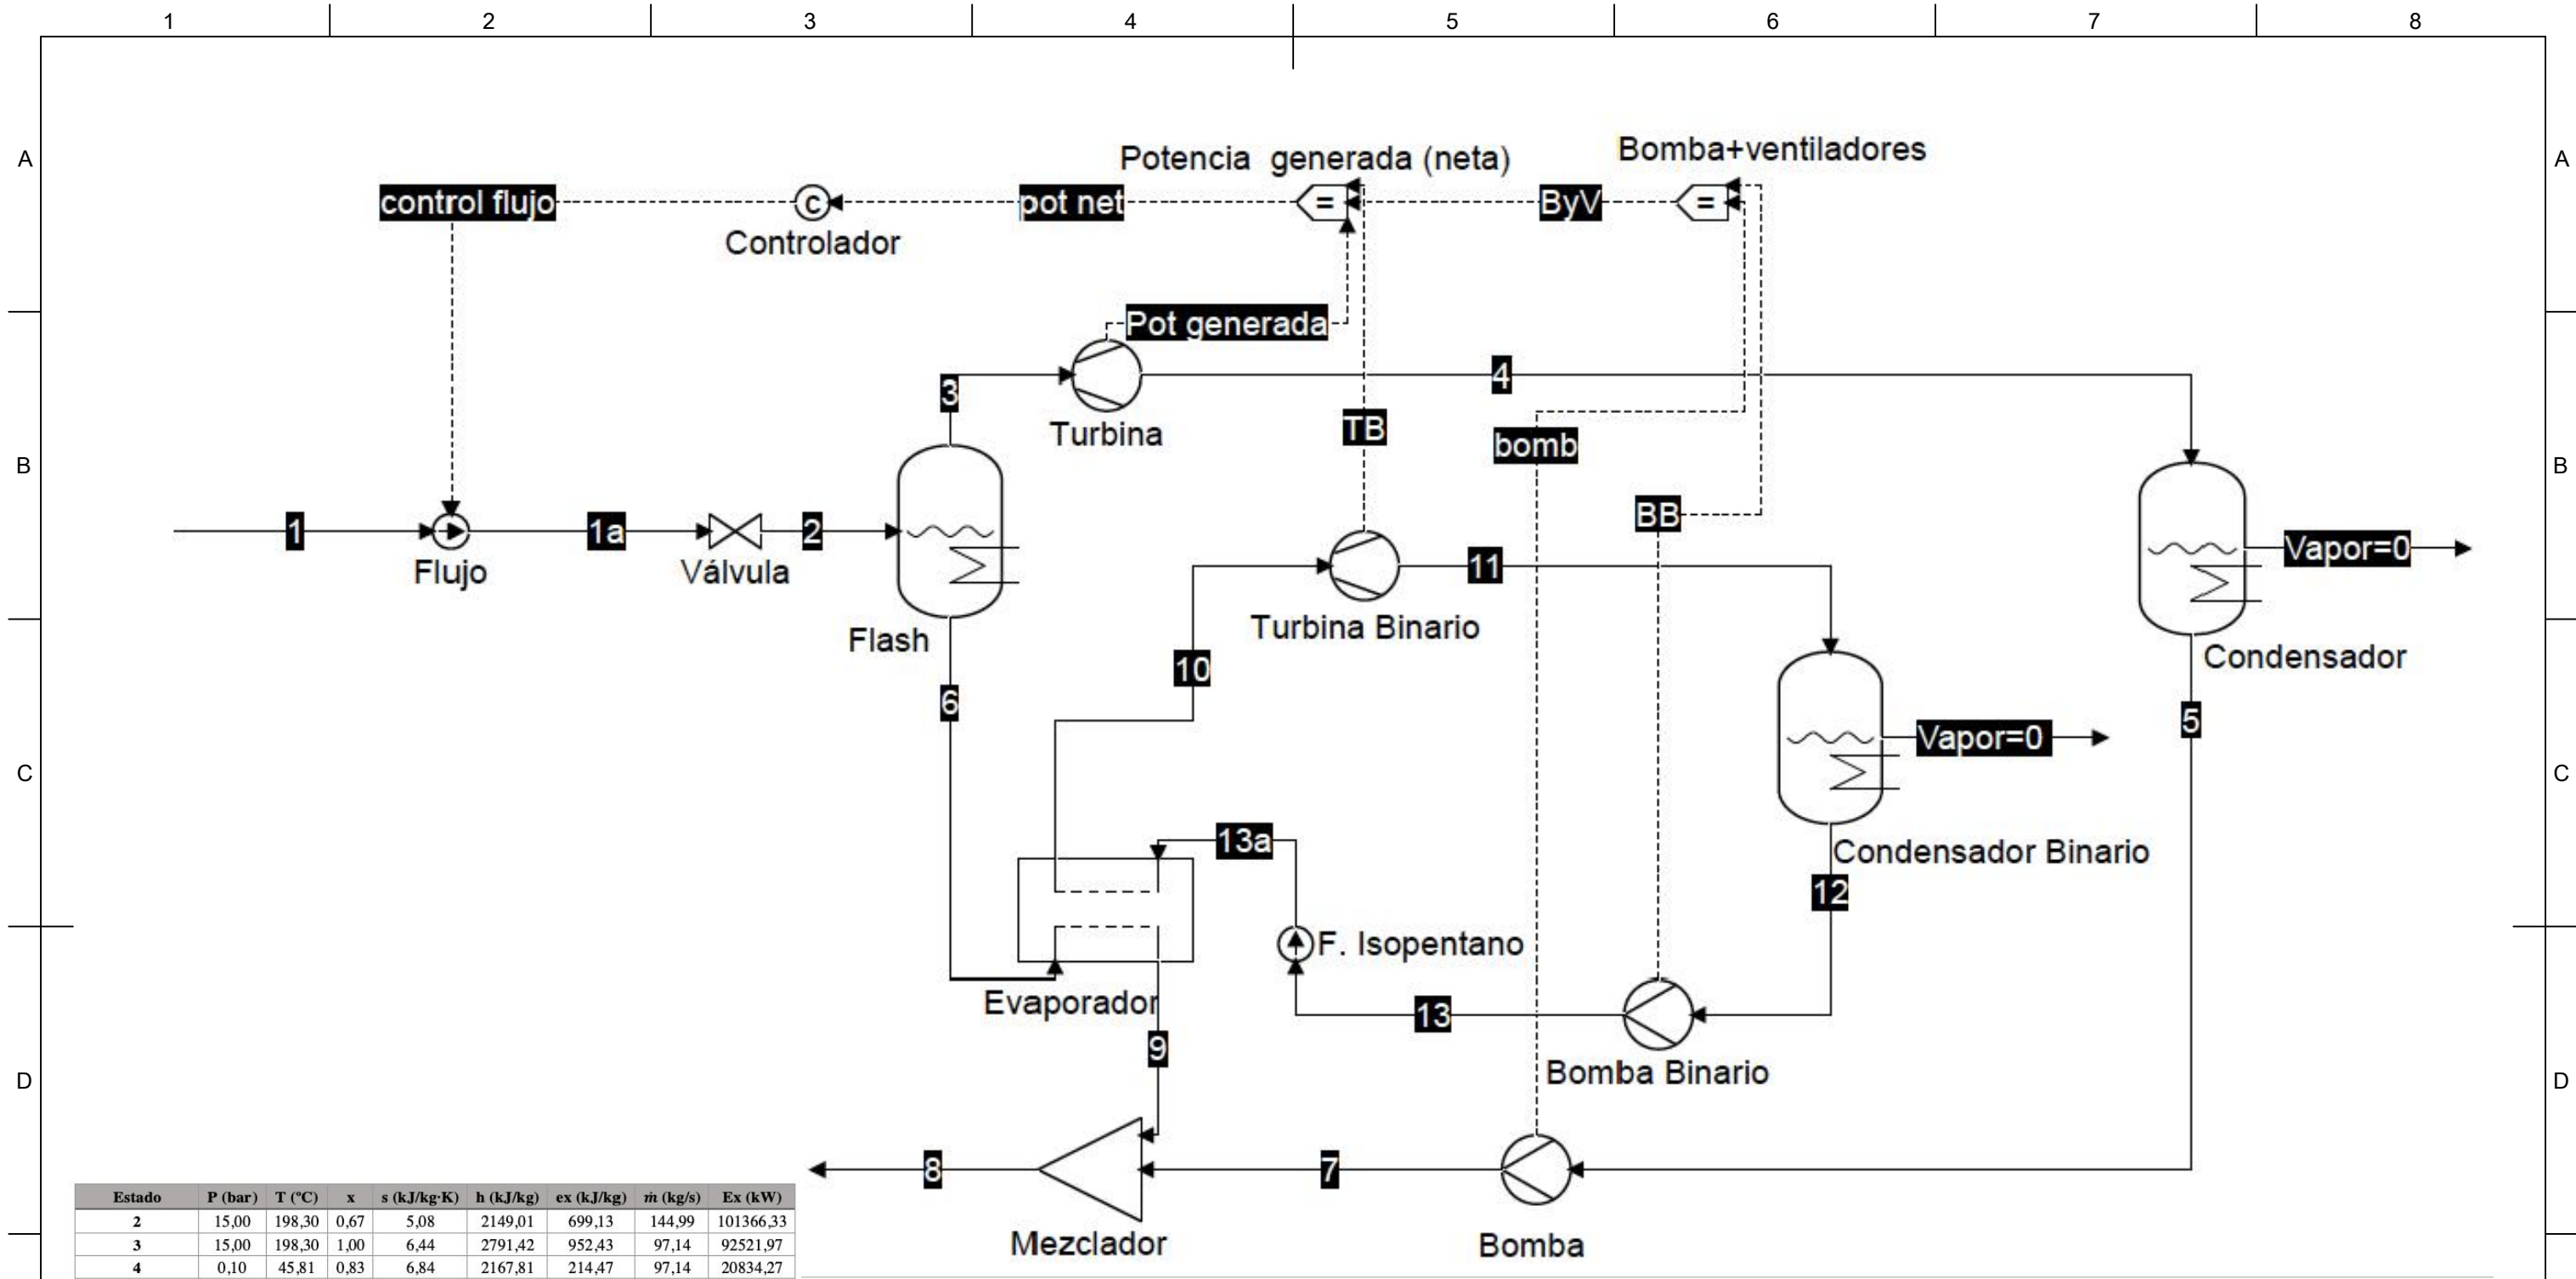 1 2 3 4 5 6 7 8
A A
Potencia generada (neta)
Bomba+ventiladores
control flujo
c
pot net
=
ByV
=
Controlador
Pot generada
3
4
Turbina
TB
bomb
B B
1
1a
2
BB
Vapor=0
Flujo
Válvula
11
Flash
Turbina Binario
Condensador
10
6
5
Vapor=0
C C
13a
Condensador Binario
12
F. Isopentano
Evaporador
13
9
Bomba Binario
D D
8
7
Mezclador
Bomba
Estado P (bar) T (ºC) x s (kJ/kg·K) h (kJ/kg) ex (kJ/kg) ṁ (kg/s) Ex (kW)
2 15,00 198,30 0,67 5,08 2149,01 699,13 144,99 101366,33
3 15,00 198,30 1,00 6,44 2791,42 952,43 97,14 92521,97
4 0,10 45,81 0,83 6,84 2167,81 214,47 97,14 20834,27